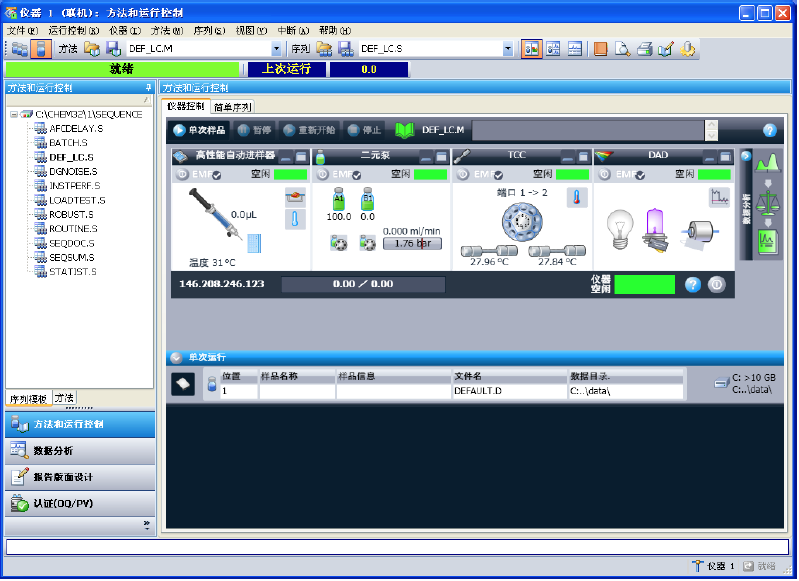 仪器 1 (联机): 方法和运行控制
文件(F) 运行控制(R) 仪器(I) 方法(M) 序列(S) 视图(V) 中断(A) 帮助(H)
方法 DEF_LC.M 序列 DEF_LC.S
就绪 上次运行 0.0
方法和运行控制 方法和运行控制
仪器控制 简单序列
C:\CHEM32\1\SEQUENCE
AFCDELAY.S
BATCH.S
DEF_LC.S
DGNOISE.S
INSTPERF.S
LOADTEST.S
ROBUST.S
ROUTINE.S
SEQDOC.S
SEQSUM.S
STATIST.S
单次样品 暂停 重新开始 停止 DEF_LC.M
高性能自动进样器 二元泵 TCC DAD
EMF 空闲 EMF 空闲 EMF 空闲 EMF 空闲
0.0µL
温度 31°C
A1 B1
100.0 0.0
0.000 ml/min
1.76 bar
端口 1 -> 2
27.96 °C 27.84 °C
数据分析
146.208.246.123 0.00 / 0.00 仪器
空闲
单次运行
位置 样品名称 样品信息 文件名 数据目录
1 DEFAULT.D C:..\data\
C: >10 GB
C:..\data\
序列模板 方法
方法和运行控制
数据分析
报告版面设计
认证(OQ/PV)
仪器 1 就绪